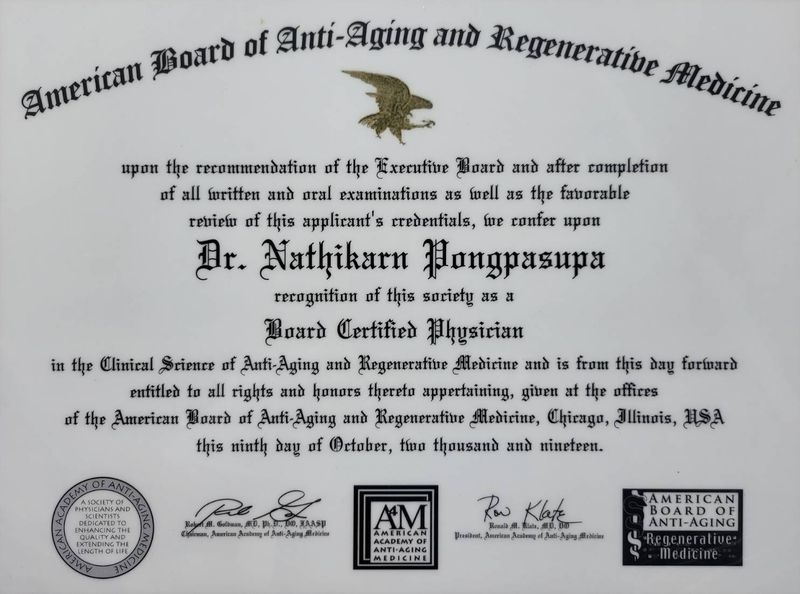 American Board of Anti-Aging and Regenerative Medicine
upon the recommendation of the Executive Board and after completion
of all written and oral examinations as well as the favorable
review of this applicant's credentials, we confer upon
Dr. Nathikarn Pongpasupa
recognition of this society as a
Board Certified Physician
in the Clinical Science of Anti-Aging and Regenerative Medicine and is from this day forward
entitled to all rights and honors thereto appertaining, given at the offices
of the American Board of Anti-Aging and Regenerative Medicine, Chicago, Illinois, USA
this ninth day of October, two thousand and nineteen.
AMERICAN ACADEMY OF ANTI-AGING MEDICINE
A SOCIETY OF
PHYSICIANS AND
SCIENTISTS
DEDICATED TO
ENHANCING THE
QUALITY AND
EXTENDING THE
LENGTH OF LIFE
Robert M. Goldman, M.D, Ph.D., DO, FAASP
Chairman, American Academy of Anti-Aging Medicine
A4M
AMERICAN
ACADEMY OF
ANTI-AGING
MEDICINE
Ron Klatz
Ronald M. Klatz, MD, DO
President, American Academy of Anti-Aging Medicine
AMERICAN
BOARD OF
ANTI-AGING
Regenerative
Medicine